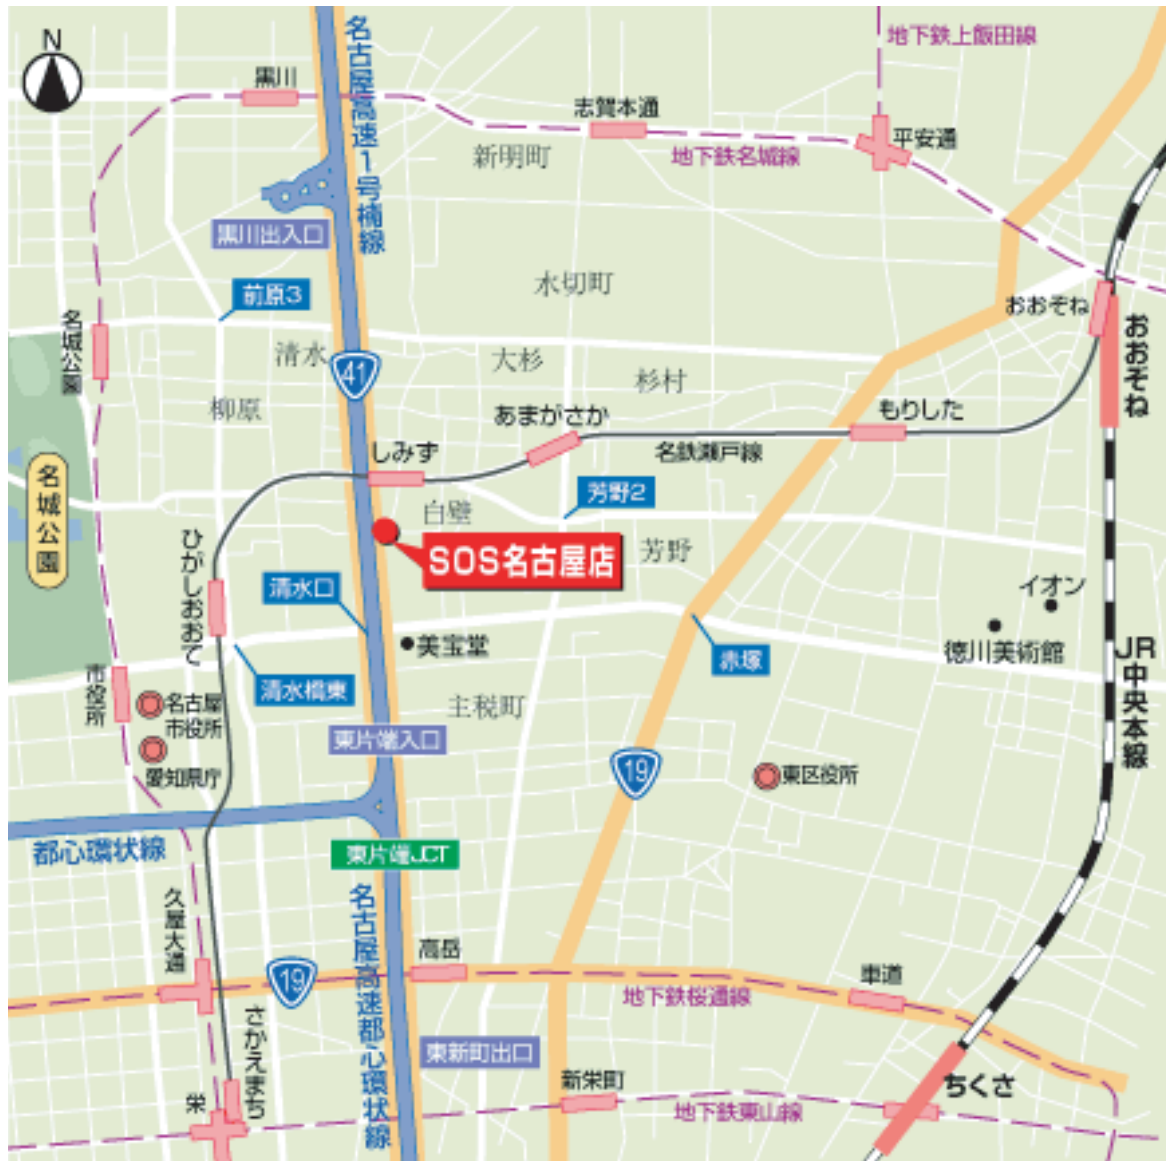 N
名古屋高速1号楠線
地下鉄上飯田線
黒川
志賀本通
平安通
新明町
地下鉄名城線
黒川出入口
前原3
水切町
おおぞね
おおぞね
名城公園
清水
41
大杉
杉村
柳原
あまがさか
もりした
しみず
名鉄瀬戸線
名城公園
芳野2
白壁
ひがしおおて
SOS名古屋店
芳野
清水口
イオン
美宝堂
赤塚
徳川美術館
JR中央本線
市役所
清水橋東
名古屋
市役所
主税町
東片端入口
愛知県庁
19
東区役所
都心環状線
東片端JCT
久屋大通
名古屋高速都心環状線
高岳
19
車道
地下鉄桜通線
さかえまち
東新町出口
栄
新栄町
地下鉄東山線
ちくさ